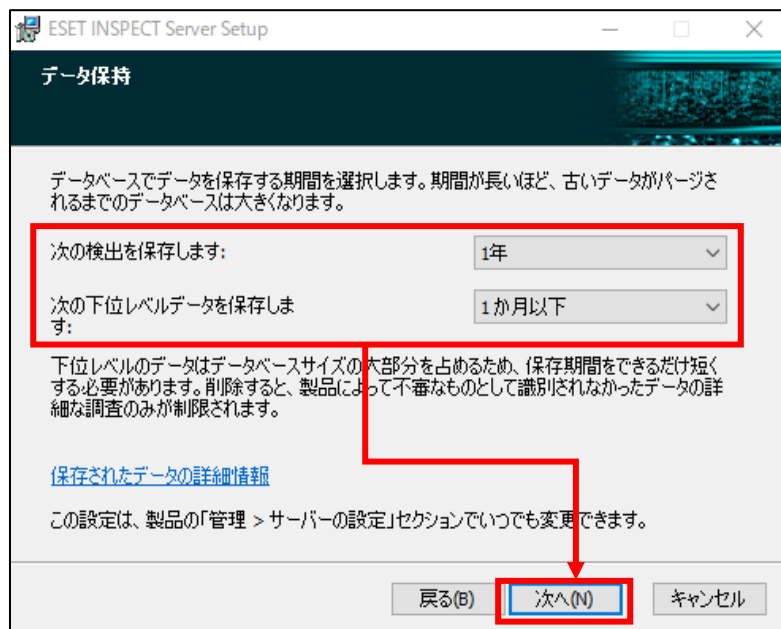 ESET INSPECT Server Setup
データ保持
データベースでデータを保存する期間を選択します。期間が長いほど、古いデータがパージさ
れるまでのデータベースは大きくなります。
次の検出を保存します:
1年
次の下位レベルデータを保存しま
す:
1か月以下
下位レベルのデータはデータベースサイズの大部分を占めるため、保存期間をできるだけ短く
する必要があります。削除すると、製品によって不審なものとして識別されなかったデータの詳
細な調査のみが制限されます。
保存されたデータの詳細情報
この設定は、製品の「管理 > サーバーの設定」セクションでいつでも変更できます。
戻る(B)
次へ(N)
キャンセル